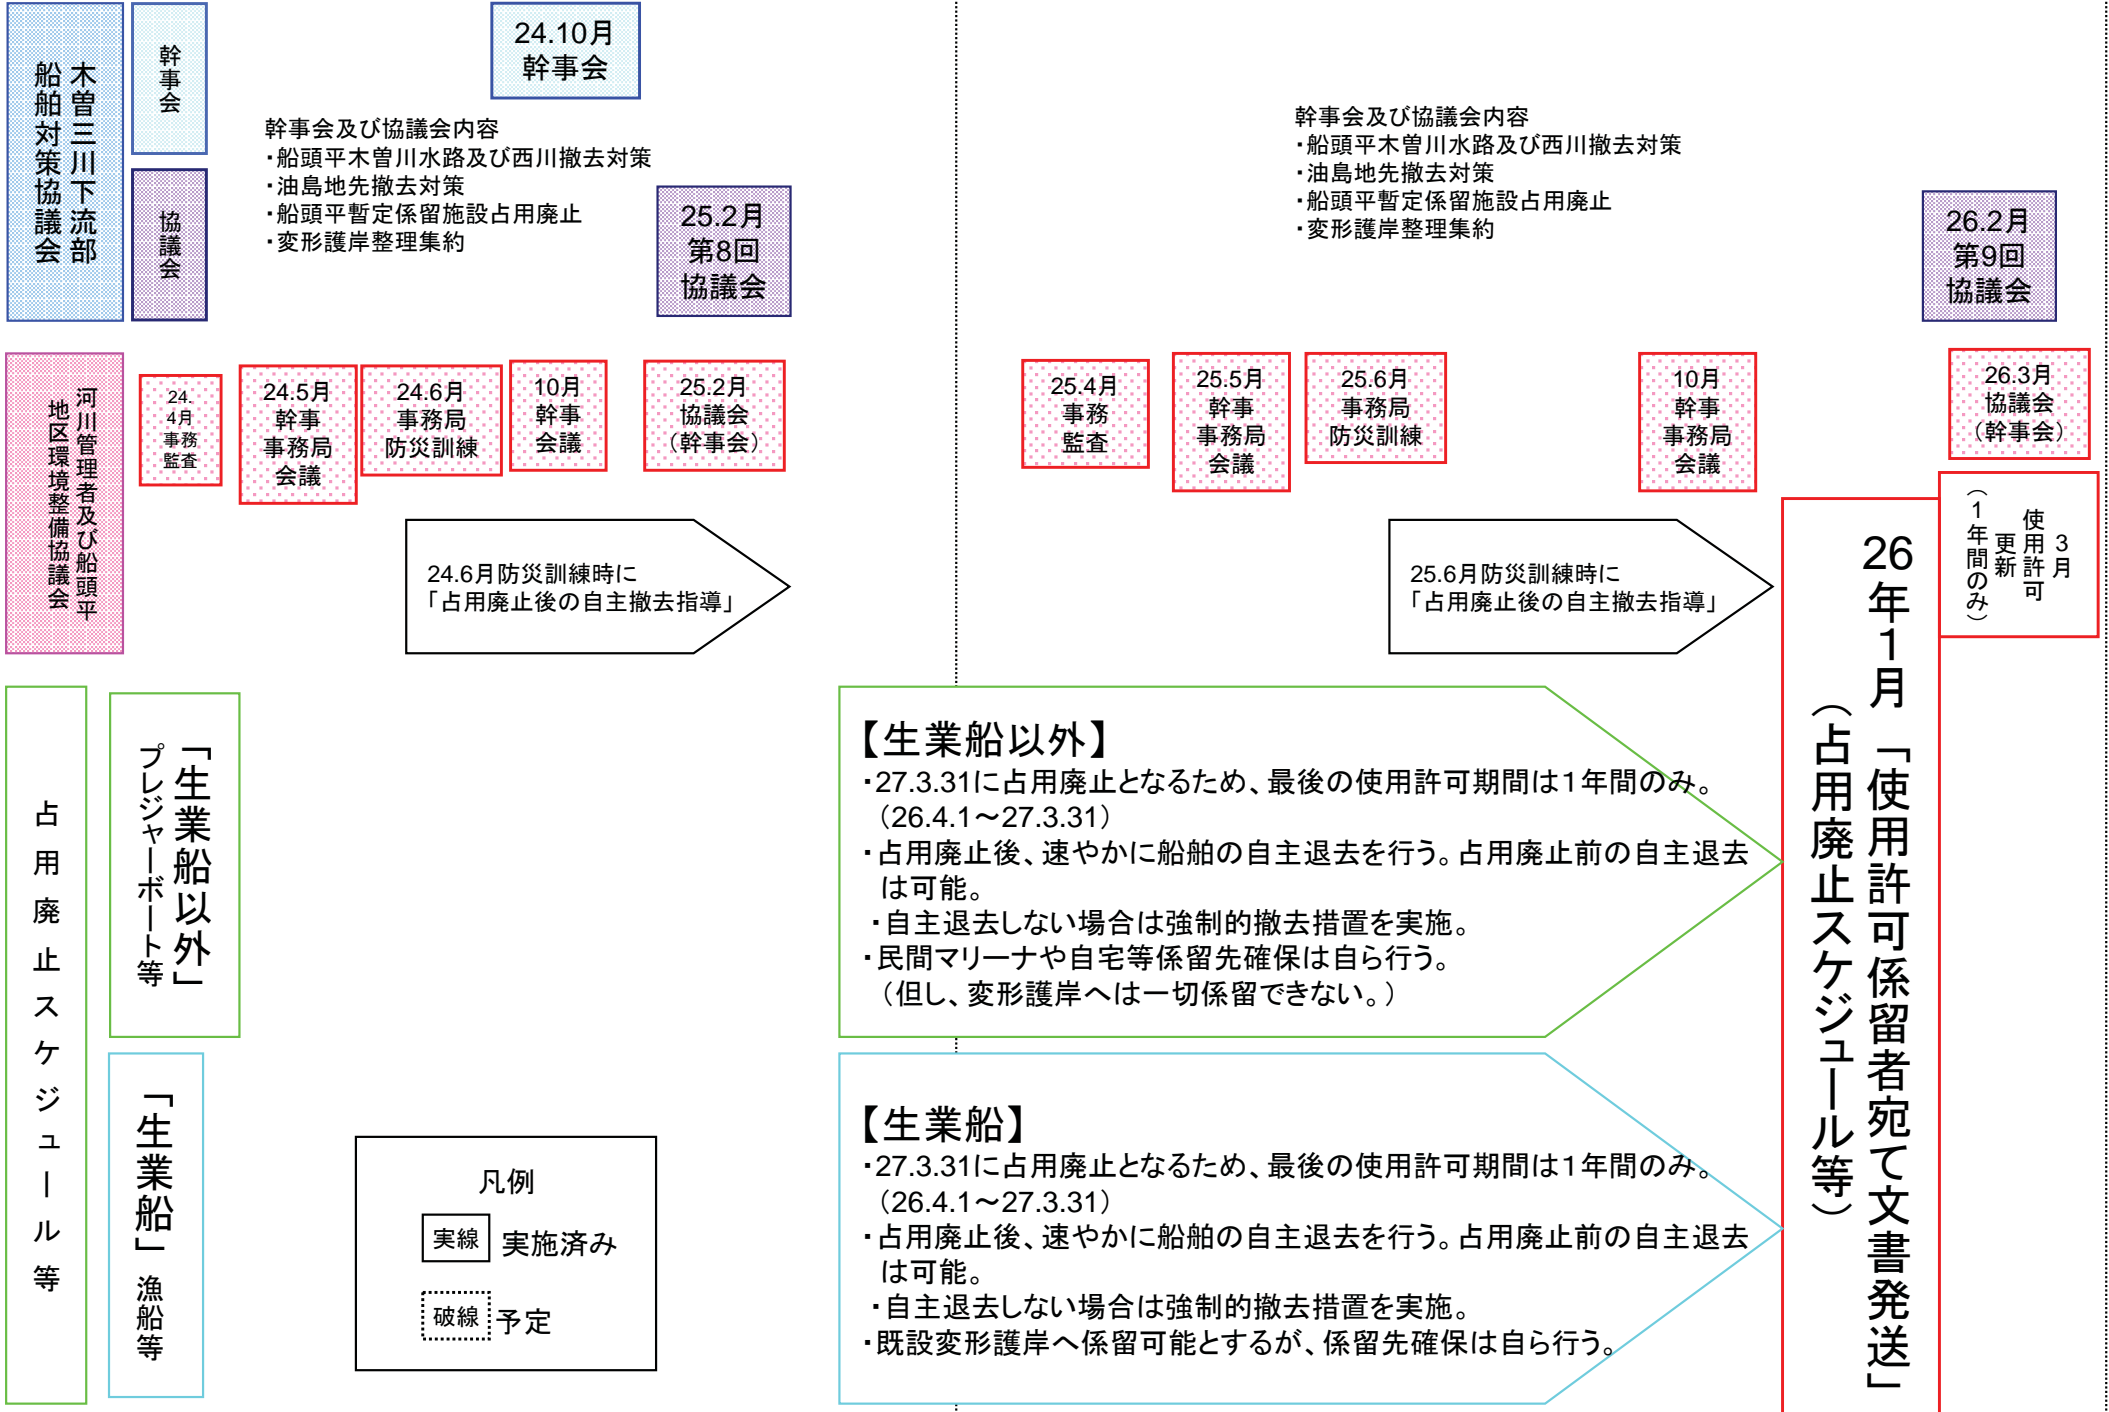 木曽三川下流部
船舶対策協議会
幹事会
協議会
24.10月
幹事会
幹事会及び協議会内容
・船頭平木曽川水路及び西川撤去対策
・油島地先撤去対策
・船頭平暫定係留施設占用廃止
・変形護岸整理集約
25.2月
第8回
協議会
幹事会及び協議会内容
・船頭平木曽川水路及び西川撤去対策
・油島地先撤去対策
・船頭平暫定係留施設占用廃止
・変形護岸整理集約
26.2月
第9回
協議会
河川管理者及び船頭平
地区環境整備協議会
24.
4月
事務
監査
24.5月
幹事
事務局
会議
24.6月
事務局
防災訓練
10月
幹事
会議
25.2月
協議会
（幹事会）
25.4月
事務
監査
25.5月
幹事
事務局
会議
25.6月
事務局
防災訓練
10月
幹事
事務局
会議
26.3月
協議会
（幹事会）
24.6月防災訓練時に
「占用廃止後の自主撤去指導」
25.6月防災訓練時に
「占用廃止後の自主撤去指導」
3月
使用許可
更新
（1年間のみ）
26年1月「使用許可係留者宛て文書発送」
（占用廃止スケジュール等）
占用廃止スケジュール等
「生業船以外」
プレジャーボート等
【生業船以外】
・27.3.31に占用廃止となるため、最後の使用許可期間は1年間のみ。
（26.4.1～27.3.31）
・占用廃止後、速やかに船舶の自主退去を行う。占用廃止前の自主退去
は可能。
・自主退去しない場合は強制的撤去措置を実施。
・民間マリーナや自宅等係留先確保は自ら行う。
（但し、変形護岸へは一切係留できない。）
「生業船」漁船等
【生業船】
・27.3.31に占用廃止となるため、最後の使用許可期間は1年間のみ。
（26.4.1～27.3.31）
・占用廃止後、速やかに船舶の自主退去を行う。占用廃止前の自主退去
は可能。
・自主退去しない場合は強制的撤去措置を実施。
・既設変形護岸へ係留可能とするが、係留先確保は自ら行う。
凡例
実線 実施済み
破線 予定